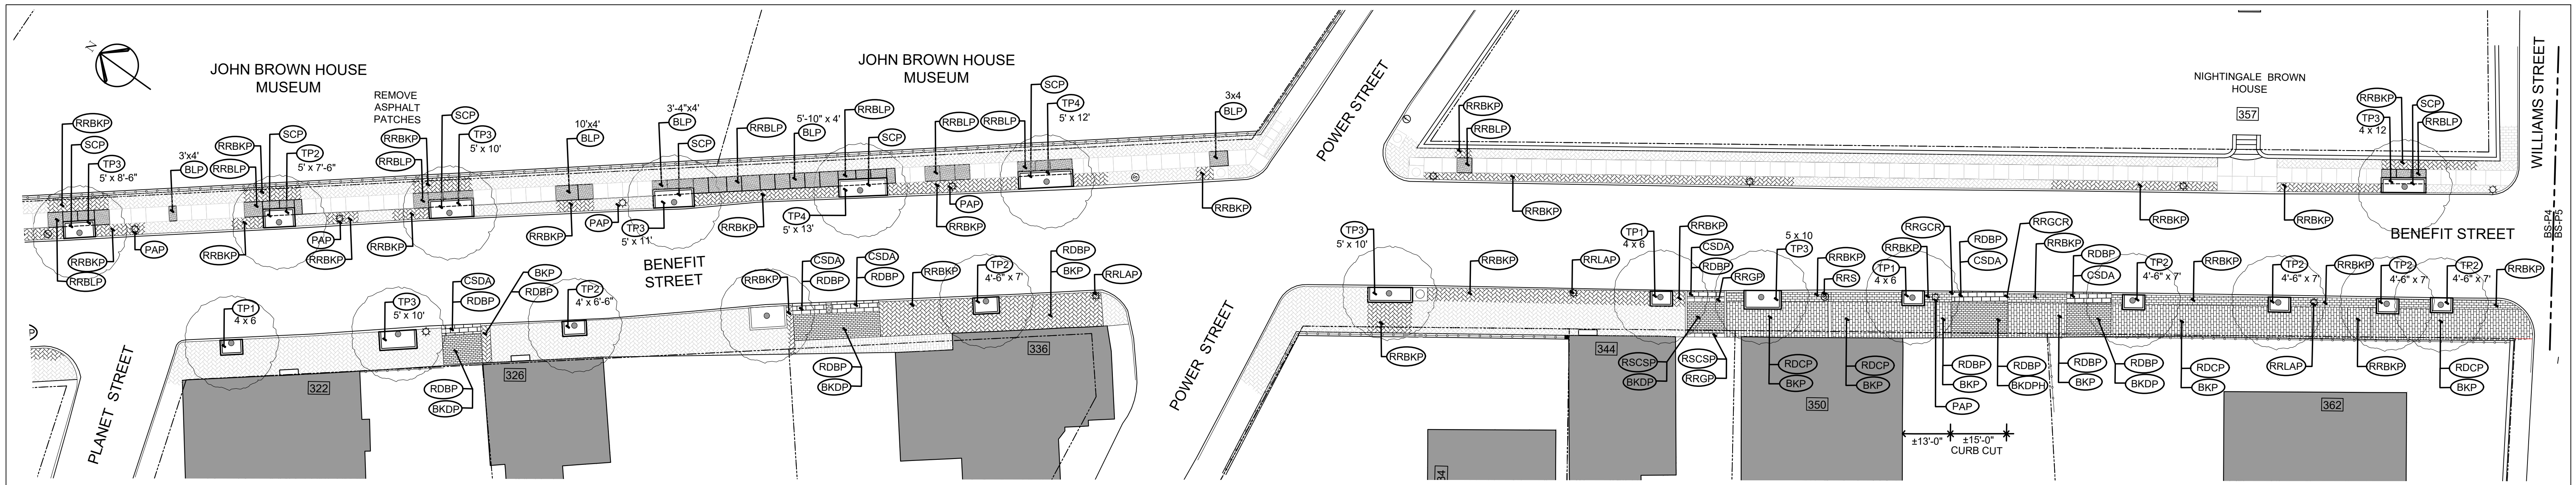 N
JOHN BROWN HOUSE
MUSEUM
JOHN BROWN HOUSE
MUSEUM
REMOVE
ASPHALT
PATCHES
RRBKP
SCP
TP3
5' x 8'-6"
3'x4'
BLP
RRBLP
RRBKP
SCP
TP2
5' x 7'-6"
RRBKP
RRBLP
SCP
TP3
5' x 10'
10'x4'
BLP
3'-4"x4'
BLP
SCP
RRBLP
5'-10" x 4'
BLP
RRBLP
SCP
RRBLP
RRBLP
SCP
TP4
5' x 12'
3x4
BLP
RRBKP
RRBLP
PAP
RRBKP
PAP
RRBKP
RRBKP
RRBKP
PAP
TP3
5' x 11'
RRBKP
TP4
5' x 13'
PAP
RRBKP
RRBKP
POWER STREET
RRBKP
RRBLP
NIGHTINGALE BROWN
HOUSE
357
RRBKP
TP3
4 x 12
SCP
RRBLP
WILLIAMS STREET
RRBKP
RRBKP
RRBKP
BS-P4
BS-P5
BENEFIT STREET
BENEFIT
STREET
PLANET STREET
TP1
4 x 6
TP3
5' x 10'
CSDA
RDBP
BKP
RDBP
TP2
4' x 6'-6"
RRBKP
CSDA
RDBP
CSDA
RDBP
RRBKP
TP2
4'-6" x 7'
RDBP
BKP
RRLAP
322
326
336
RDBP
BKDP
RDBP
BKDP
POWER STREET
TP3
5' x 10'
RRBKP
RRLAP
TP1
4 x 6
RRBKP
CSDA
RDBP
RRGP
5 x 10
TP3
RRBKP
RRS
RRBKP
TP1
4 x 6
RRGCR
RDBP
CSDA
RRGCR
RRBKP
RDBP
CSDA
TP2
4'-6" x 7'
RRBKP
TP2
4'-6" x 7'
RRBKP
TP2
4'-6" x 7'
TP2
4'-6" x 7'
RRBKP
RRBKP
344
RSCSP
BKDP
RRGP
RDCP
BKP
RDCP
BKP
350
RDBP
BKP
PAP
RDBP
BKDPH
RDBP
BKP
RDBP
BKDP
RDCP
BKP
RRLAP
RRBKP
RDCP
BKP
362
±13'-0"
±15'-0"
CURB CUT